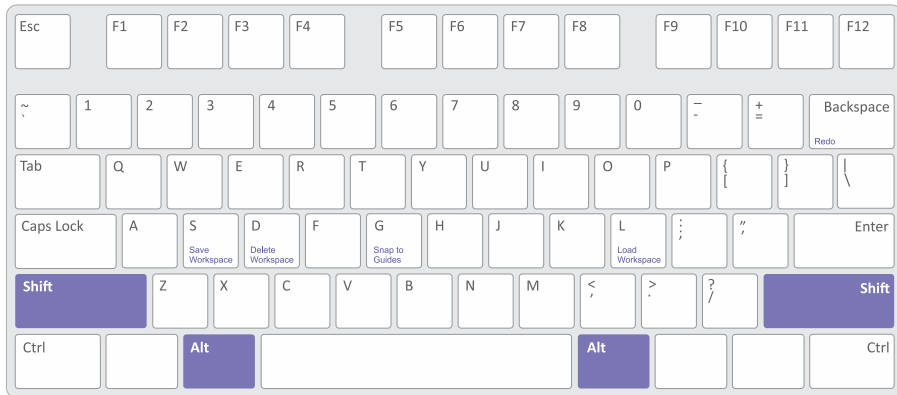 Esc F1 F2 F3 F4 F5 F6 F7 F8 F9 F10 F11 F12
~ 1 2 3 4 5 6 7 8 9 0 _ + Backspace
` - =
Redo
Tab Q W E R T Y U I O P { } |
[ ] \
Caps Lock A S D F G H J K L : " Enter
; '
Save Delete Snap to Load
Workspace Workspace Guides Workspace
Shift Z X C V B N M < > ? Shift
, . /
Ctrl Alt Alt Ctrl